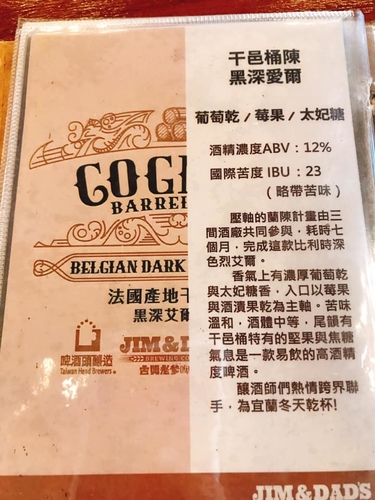 干邑桶陳
黑深愛爾
葡萄乾 / 莓果 / 太妃糖
酒精濃度ABV：12%
國際苦度 IBU：23
（略帶苦味）
壓軸的蘭陳計畫由三
間酒廠共同參與，耗時七
個月，完成這款比利時深
色烈艾爾。
香氣上有濃厚葡萄乾
與太妃糖香，入口以莓果
與酒漬果乾為主軸。苦味
溫和，酒體中等，尾韻有
干邑桶特有的堅果與焦糖
氣息是一款易飲的高酒精
度啤酒。
釀酒師們熱情跨界聯
手，為宜蘭冬天乾杯!
BARREL
BELGIAN DARK
法國產地干
黑深艾爾
啤酒頭釀造
Taiwan Head Brewers
JIM & D
BREWING CO
JIM & DAD'S